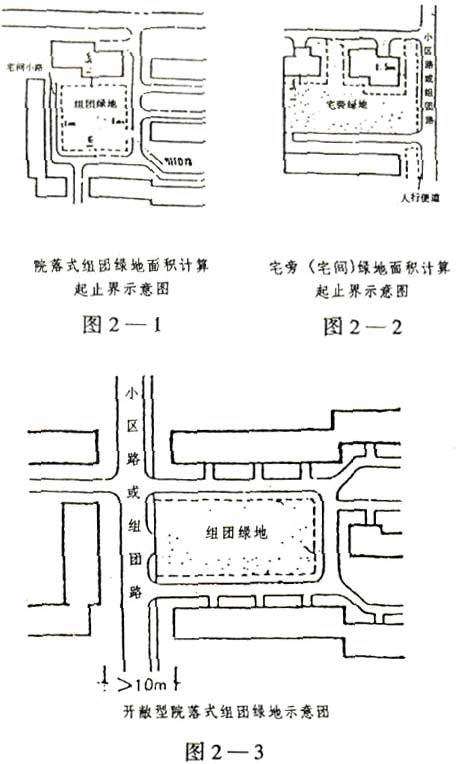 宅间小路
组团绿地
1m
1m
宅旁绿地
1.5m
小区路或组团路
人行便道
院落式组团绿地面积计算
起止界示意图
图2—1
宅旁（宅间）绿地面积计算
起止界示意图
图2—2
小区路或组团路
组团绿地
>10m
开敞型院落式组团绿地示意图
图2—3